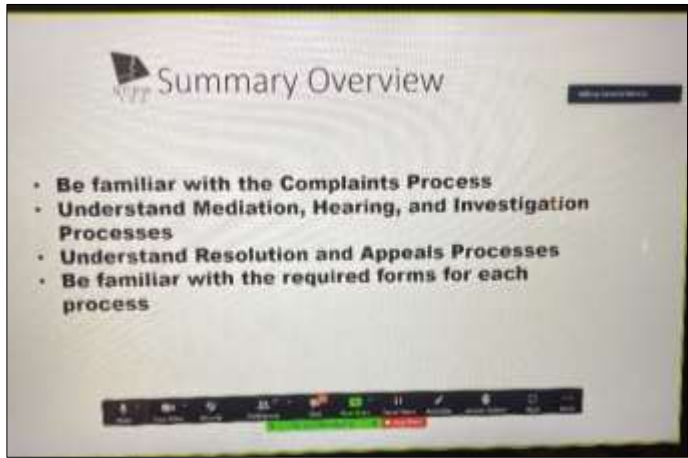 Summary Overview
• Be familiar with the Complaints Process
• Understand Mediation, Hearing, and Investigation
Processes
• Understand Resolution and Appeals Processes
• Be familiar with the required forms for each
process